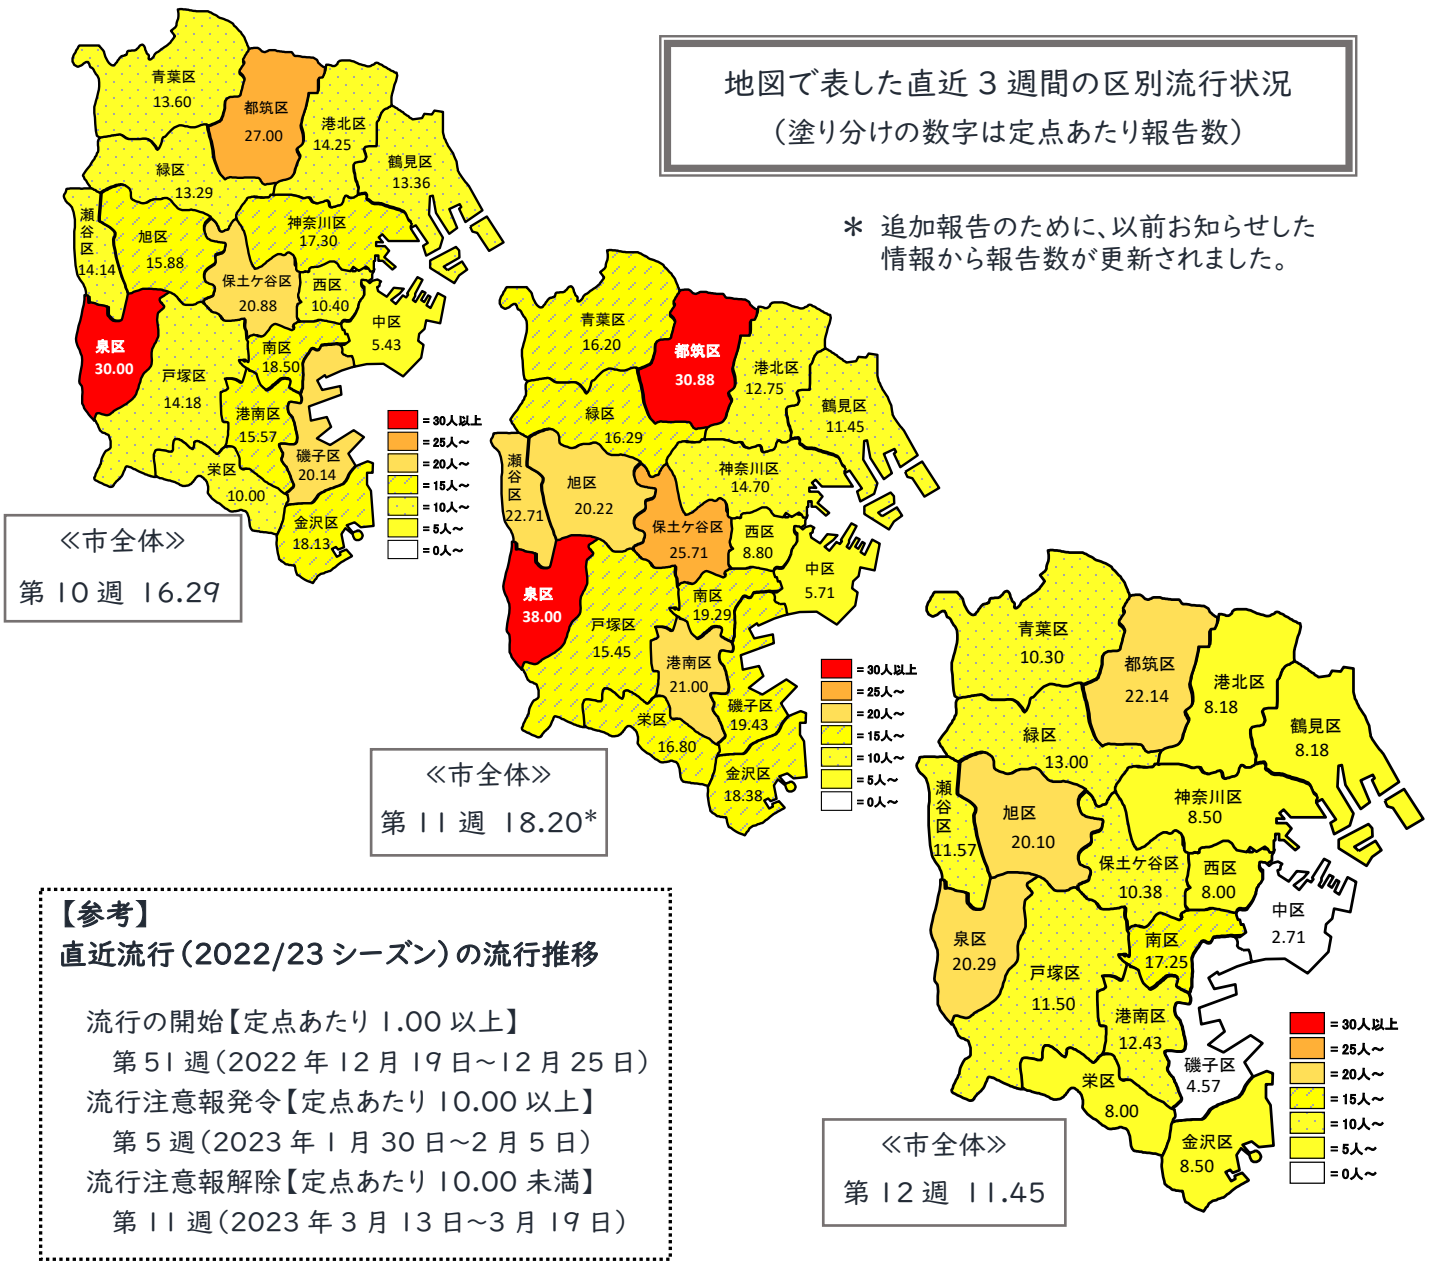 地図で表した直近3週間の区別流行状況
（塗り分けの数字は定点あたり報告数）
＊ 追加報告のために、以前お知らせした
情報から報告数が更新されました。
青葉区
13.60
都筑区
27.00
港北区
14.25
鶴見区
13.36
緑区
13.29
瀬谷区
14.14
旭区
15.88
神奈川区
17.30
保土ケ谷区
20.88
西区
10.40
中区
5.43
泉区
30.00
戸塚区
14.18
南区
18.50
港南区
15.57
磯子区
20.14
栄区
10.00
金沢区
18.13
= 30人以上
= 25人～
= 20人～
= 15人～
= 10人～
= 5人～
= 0人～
≪市全体≫
第10週 16.29
青葉区
16.20
都筑区
30.88
港北区
12.75
鶴見区
11.45
緑区
16.29
瀬谷区
22.71
旭区
20.22
神奈川区
14.70
保土ケ谷区
25.71
西区
8.80
中区
5.71
泉区
38.00
戸塚区
15.45
南区
19.29
港南区
21.00
磯子区
19.43
栄区
16.80
金沢区
18.38
= 30人以上
= 25人～
= 20人～
= 15人～
= 10人～
= 5人～
= 0人～
≪市全体≫
第11週 18.20*
青葉区
10.30
都筑区
22.14
港北区
8.18
鶴見区
8.18
緑区
13.00
瀬谷区
11.57
旭区
20.10
神奈川区
8.50
保土ケ谷区
10.38
西区
8.00
中区
2.71
泉区
20.29
戸塚区
11.50
南区
17.25
港南区
12.43
磯子区
4.57
栄区
8.00
金沢区
8.50
= 30人以上
= 25人～
= 20人～
= 15人～
= 10人～
= 5人～
= 0人～
≪市全体≫
第12週 11.45
【参考】
直近流行（2022/23シーズン）の流行推移
流行の開始【定点あたり1.00以上】
第51週（2022年12月19日～12月25日）
流行注意報発令【定点あたり10.00以上】
第5週（2023年1月30日～2月5日）
流行注意報解除【定点あたり10.00未満】
第11週（2023年3月13日～3月19日）